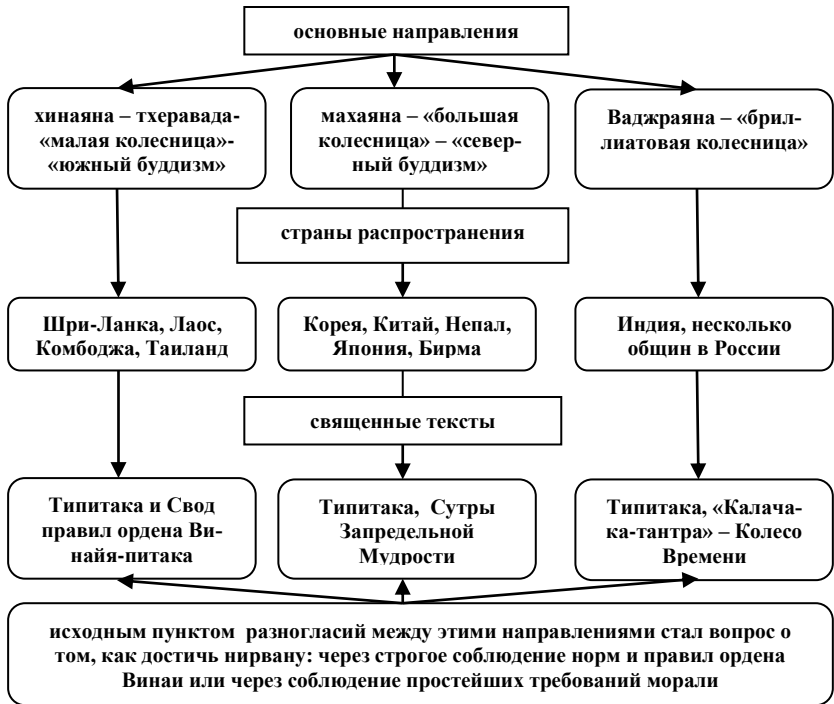 основные направления
хинаяна – тхеравада-
«малая колесница»-
«южный буддизм»
махаяна – «большая
колесница» – «север-
ный буддизм»
Ваджраяна – «брил-
лиатовая колесница»
страны распространения
Шри-Ланка, Лаос,
Комбоджа, Таиланд
Корея, Китай, Непал,
Япония, Бирма
Индия, несколько
общин в России
священные тексты
Типитака и Свод
правил ордена Ви-
найя-питака
Типитака, Сутры
Запредельной
Мудрости
Типитака, «Калача-
ка-тантра» – Колесо
Времени
исходным пунктом разногласий между этими направлениями стал вопрос о
том, как достичь нирвану: через строгое соблюдение норм и правил ордена
Винаи или через соблюдение простейших требований морали